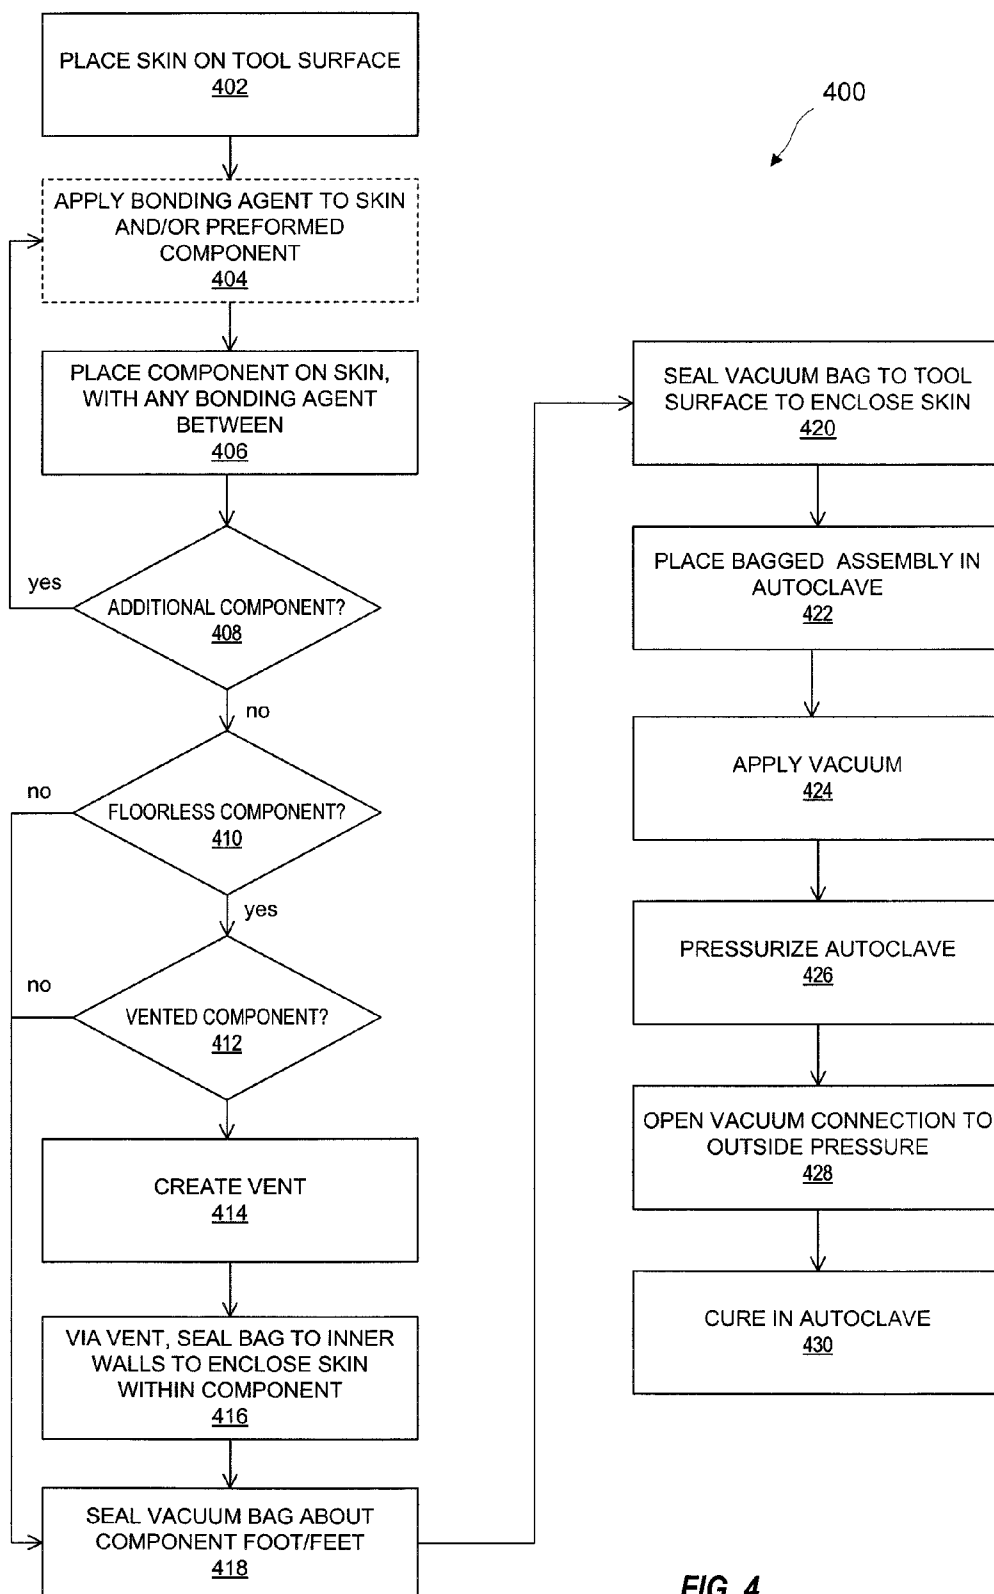 PLACE SKIN ON TOOL SURFACE
402
400
APPLY BONDING AGENT TO SKIN
AND/OR PREFORMED
COMPONENT
404
PLACE COMPONENT ON SKIN,
WITH ANY BONDING AGENT
BETWEEN
406
yes
ADDITIONAL COMPONENT?
408
no
no
FLOORLESS COMPONENT?
410
yes
no
VENTED COMPONENT?
412
CREATE VENT
414
VIA VENT, SEAL BAG TO INNER
WALLS TO ENCLOSE SKIN
WITHIN COMPONENT
416
SEAL VACUUM BAG ABOUT
COMPONENT FOOT/FEET
418
SEAL VACUUM BAG TO TOOL
SURFACE TO ENCLOSE SKIN
420
PLACE BAGGED ASSEMBLY IN
AUTOCLAVE
422
APPLY VACUUM
424
PRESSURIZE AUTOCLAVE
426
OPEN VACUUM CONNECTION TO
OUTSIDE PRESSURE
428
CURE IN AUTOCLAVE
430
FIG. 4